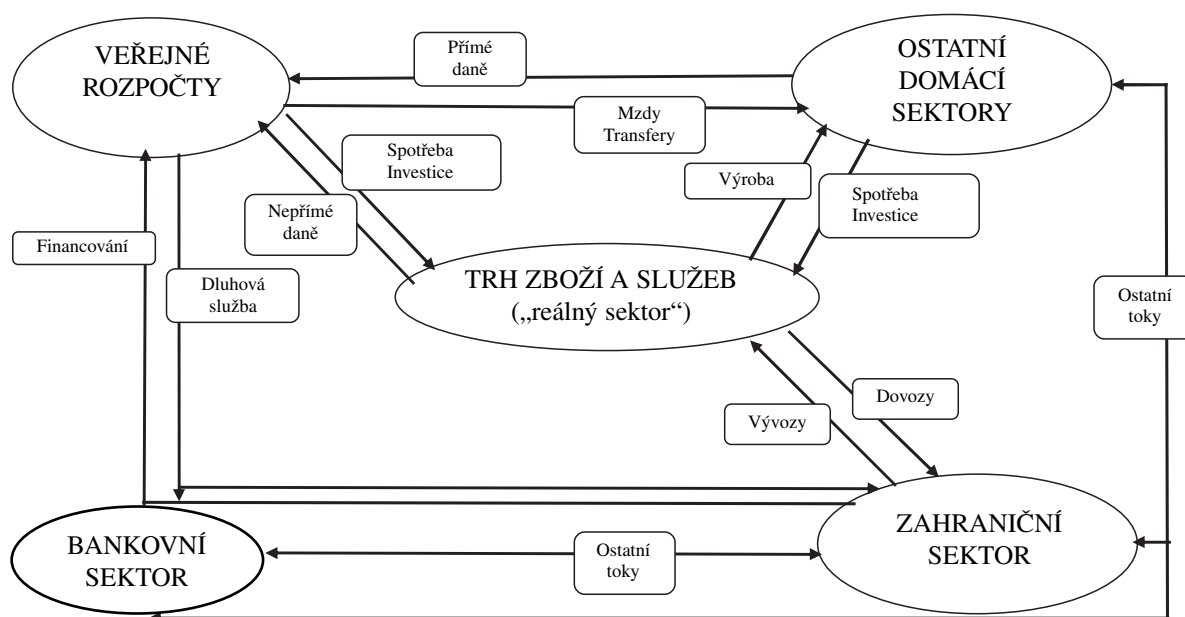 VEŘEJNÉ
ROZPOČTY
Přímé
daně
OSTATNÍ
DOMÁCÍ
SEKTORY
Mzdy
Transfery
Spotřeba
Investice
Výroba
Spotřeba
Investice
Nepřímé
daně
Financování
Dluhová
služba
TRH ZBOŽÍ A SLUŽEB
(„reálný sektor“)
Ostatní
toky
Dovozy
Vývozy
BANKOVNÍ
SEKTOR
Ostatní
toky
ZAHRANIČNÍ
SEKTOR